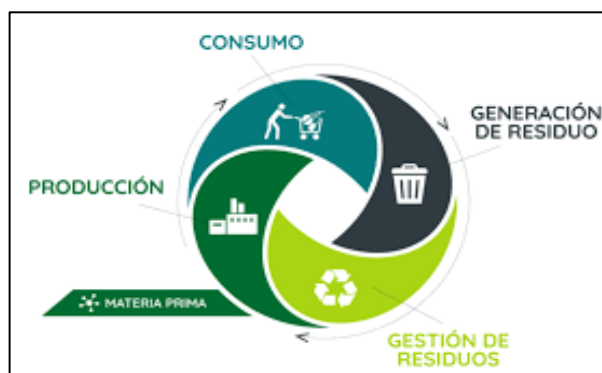 CONSUMO
GENERACIÓN
DE RESIDUO
PRODUCCIÓN
MATERIA PRIMA
GESTIÓN DE
RESIDUOS